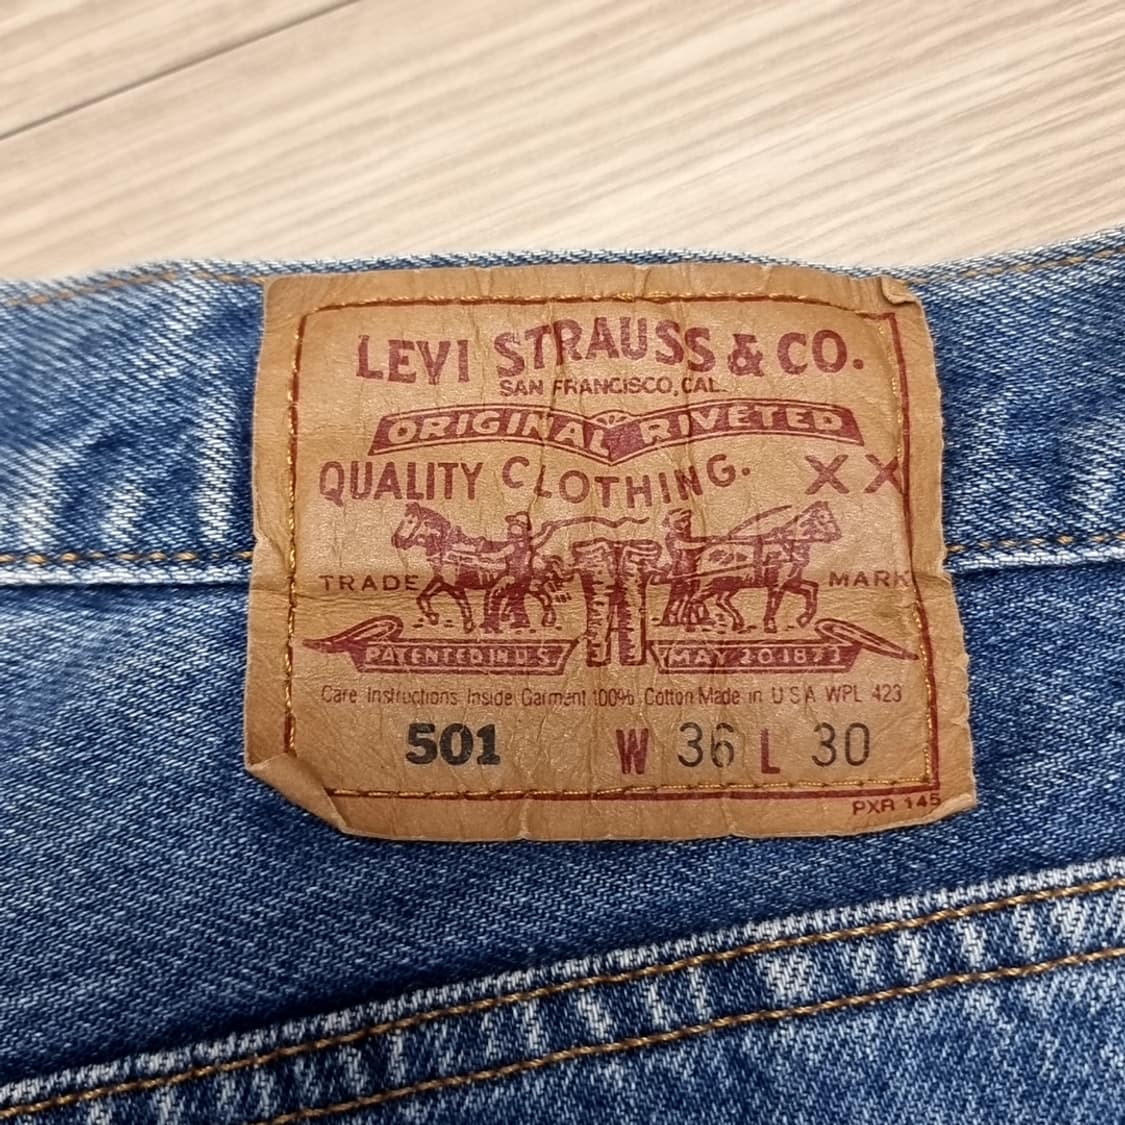 LEVI STRAUSS & CO.
SAN FRANCISCO, CAL.
ORIGINAL RIVETED
QUALITY CLOTHING. XX
TRADE MARK
PATENTED IN U.S. MAY 20 1873
Care Instructions Inside Garment 100% Cotton Made in U S A WPL 423
501 W 36 L 30
PXR 145